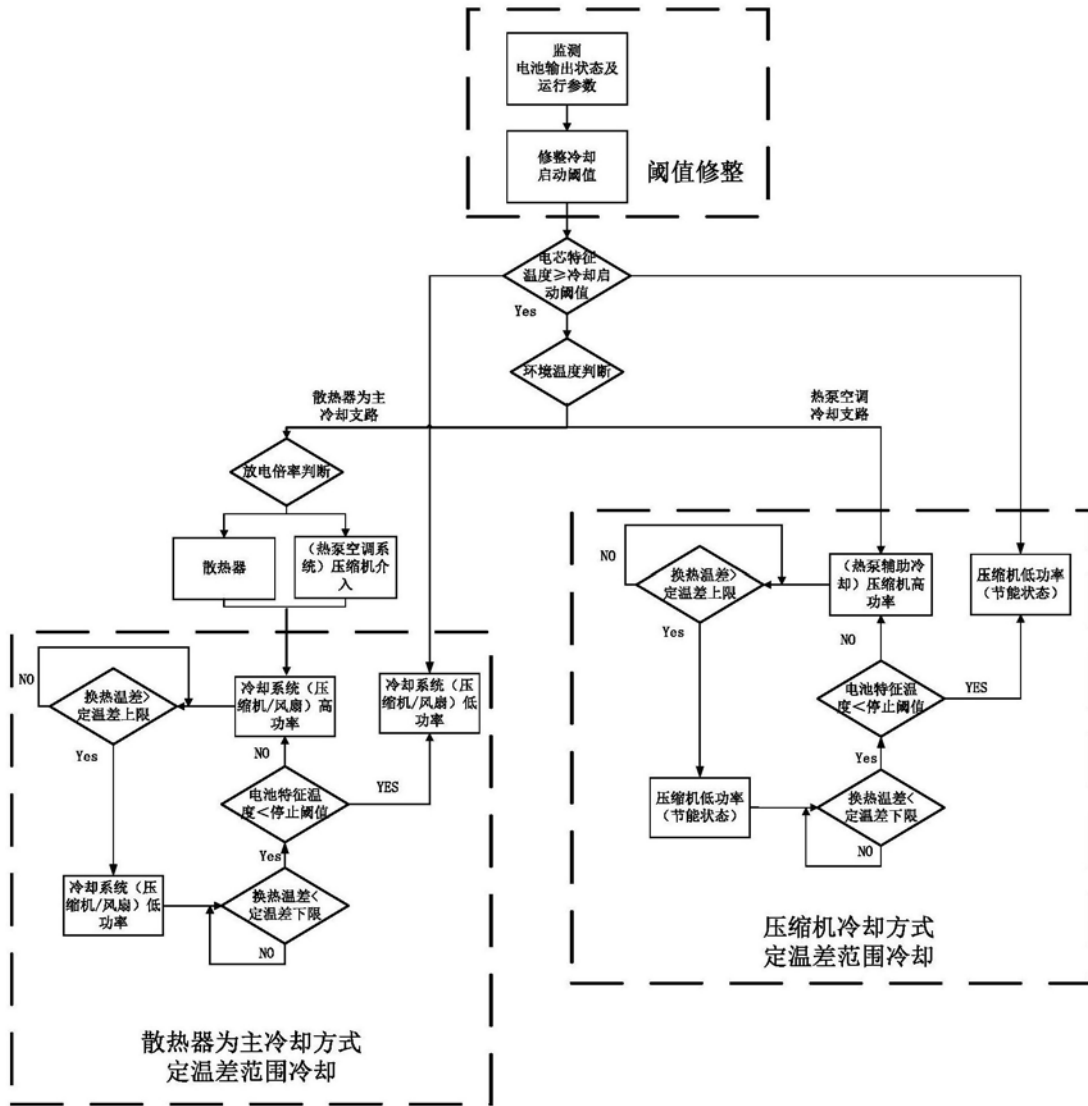 监测
电池输出状态及
运行参数
修整冷却
启动阈值
阈值修整
电芯特征
温度≥冷却启
动阈值
Yes
环境温度判断
散热器为主
冷却支路
热泵空调
冷却支路
放电倍率判断
散热器
（热泵空调系
统）压缩机介
入
NO
换热温差>
定温差上限
Yes
冷却系统（压
缩机/风扇）高
功率
冷却系统（压
缩机/风扇）低
功率
NO
电池特征温
度<停止阈值
YES
Yes
冷却系统（压
缩机/风扇）低
功率
换热温差<
定温差下限
NO
散热器为主冷却方式
定温差范围冷却
NO
换热温差>
定温差上限
Yes
（热泵辅助冷
却）压缩机高
功率
压缩机低功率
（节能状态）
NO
电池特征温
度<停止阈值
YES
Yes
压缩机低功率
（节能状态）
换热温差<
定温差下限
NO
压缩机冷却方式
定温差范围冷却